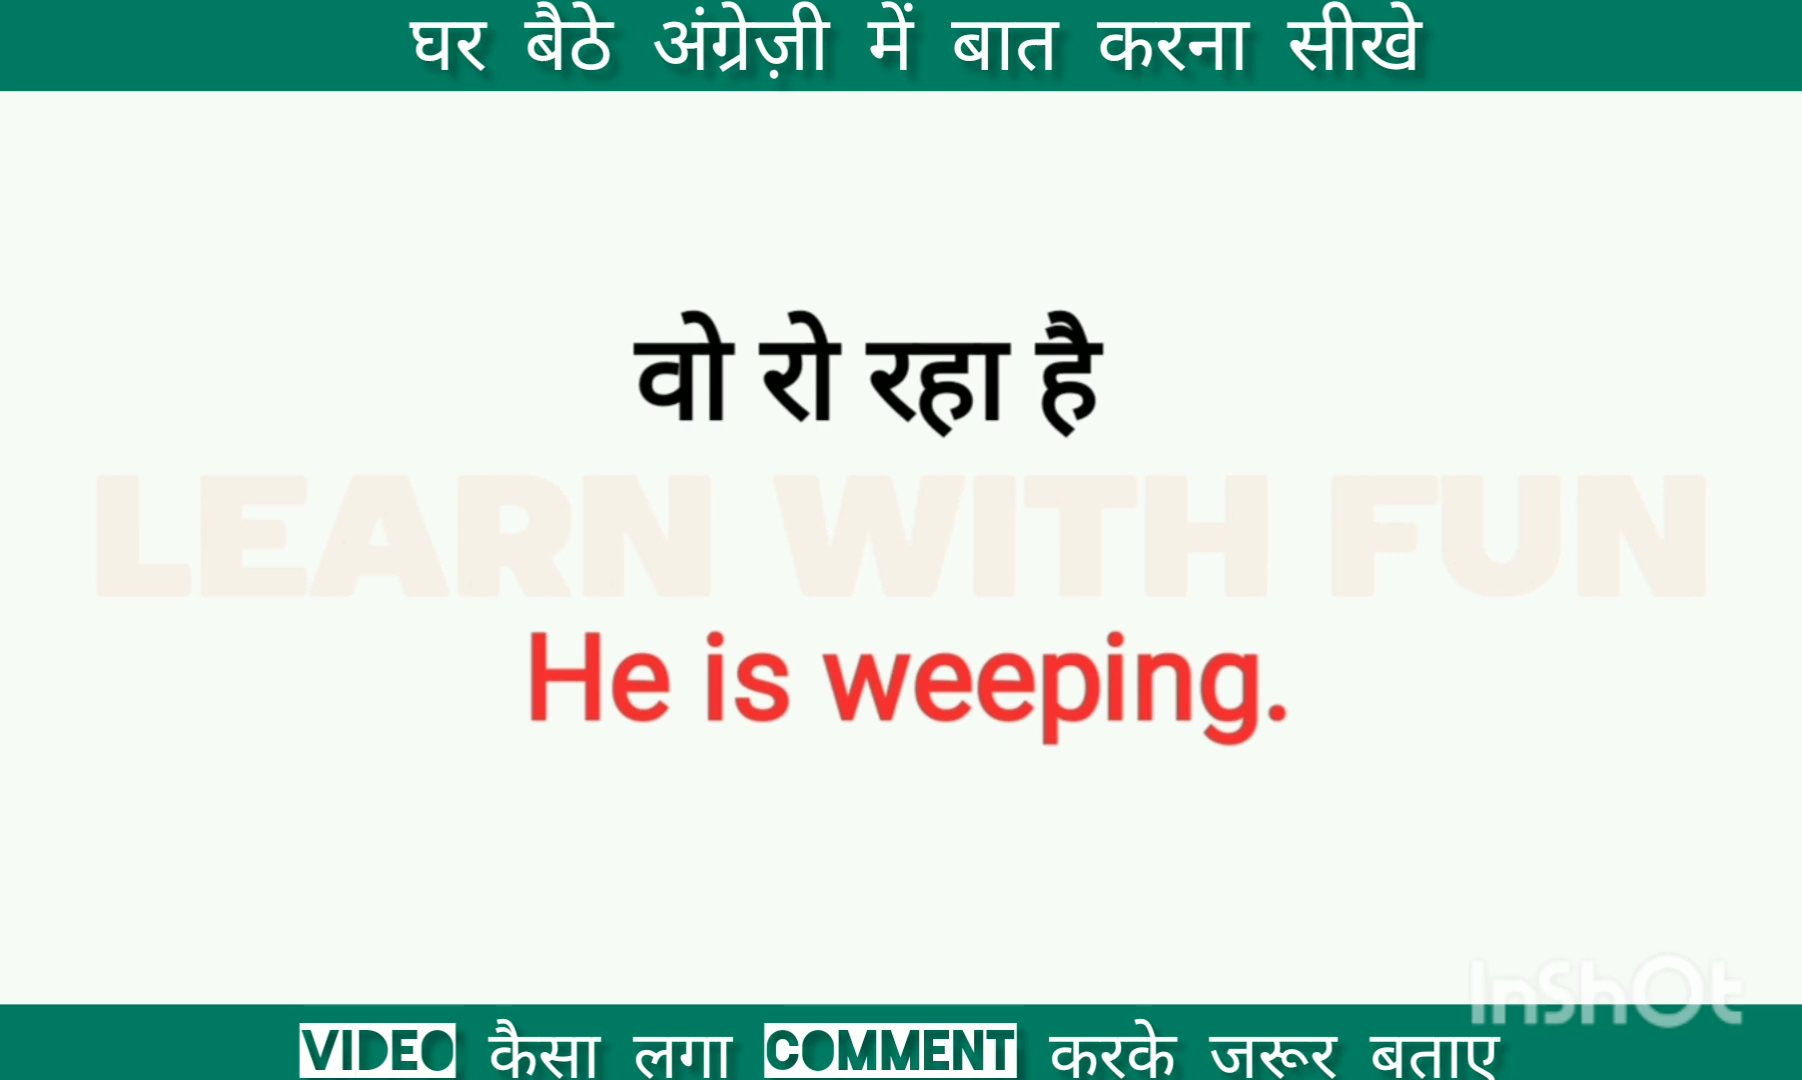 घर बैठे अंग्रेज़ी में बात करना सीखे
वो रो रहा है
LEARN WITH FUN
He is weeping.
InShOt
VIDEO कैसा लगा COMMENT करके जरूर बताए